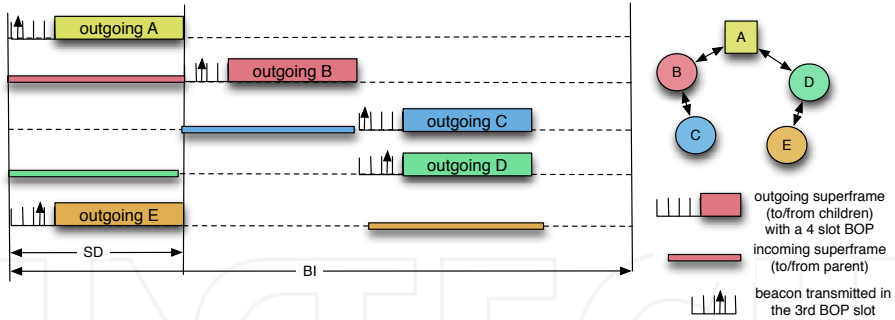 outgoing A
outgoing B
outgoing C
outgoing D
outgoing E
SD
BI
A
B
D
C
E
outgoing superframe
(to/from children)
with a 4 slot BOP
incoming superframe
(to/from parent)
beacon transmitted in
the 3rd BOP slot